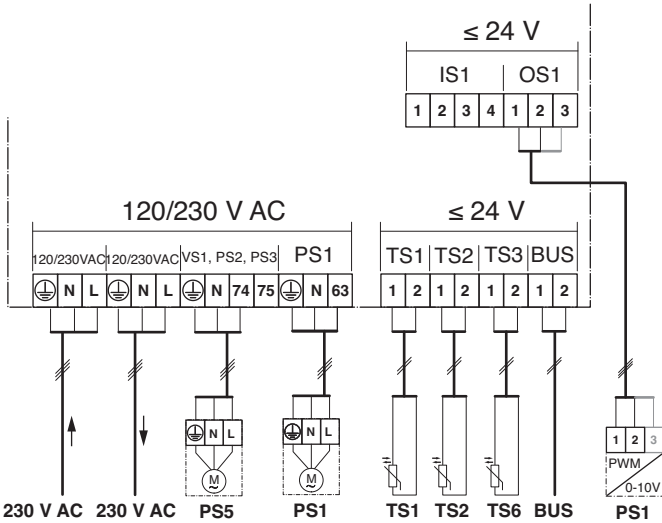 ≤ 24 V
IS1 OS1
1 2 3 4 1 2 3
120/230 V AC ≤ 24 V
120/230VAC 120/230VAC VS1, PS2, PS3 PS1 TS1 TS2 TS3 BUS
N L N L N 74 75 N 63 1 2 1 2 1 2 1 2
N L N L 1 2 3
M ~ M ~ PWM
0-10V
230 V AC 230 V AC PS5 PS1 TS1 TS2 TS6 BUS PS1